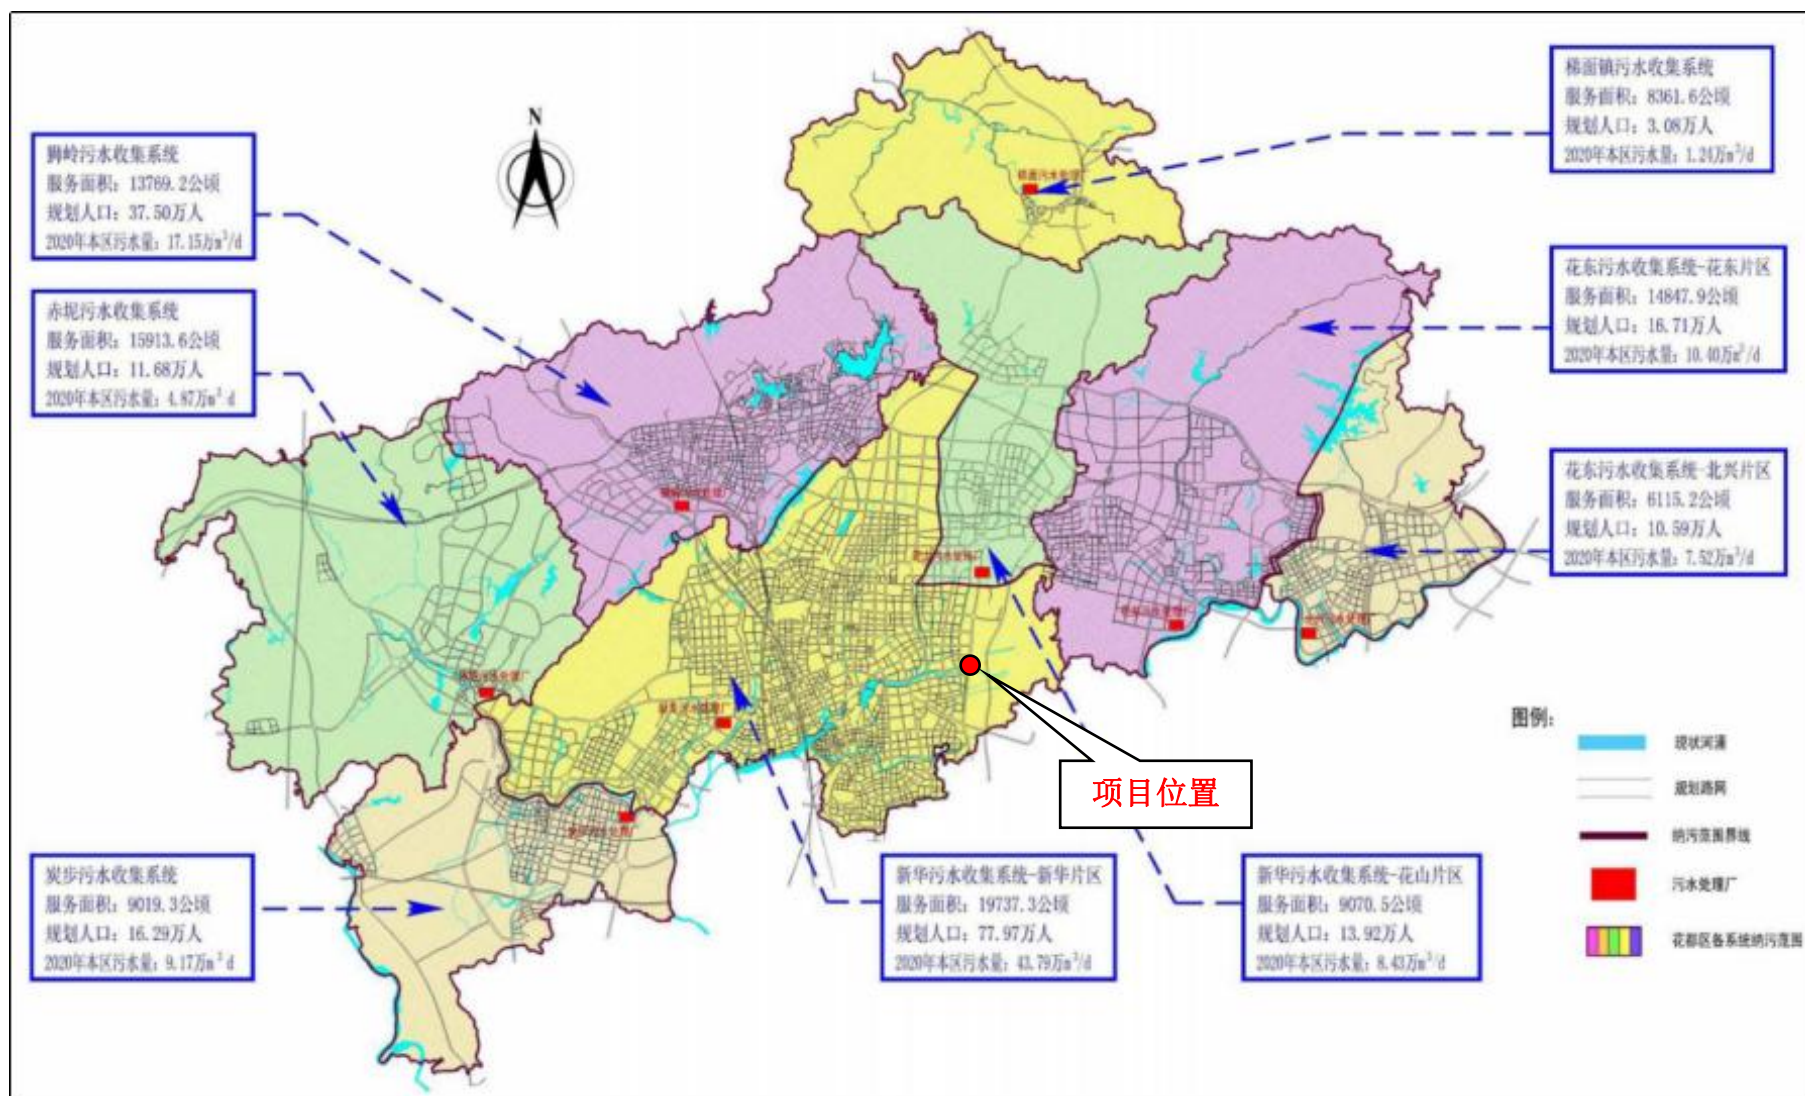 N
梯面镇污水收集系统
服务面积：8361.6公顷
规划人口：3.08万人
2020年本区污水量：1.24万m³/d
狮岭污水收集系统
服务面积：13769.2公顷
规划人口：37.50万人
2020年本区污水量：17.15万m³/d
赤坭污水收集系统
服务面积：15913.6公顷
规划人口：11.68万人
2020年本区污水量：4.87万m³ d
花东污水收集系统-花东片区
服务面积：14847.9公顷
规划人口：16.71万人
2020年本区污水量：10.40万m³/d
花东污水收集系统-北兴片区
服务面积：6115.2公顷
规划人口：10.59万人
2020年本区污水量：7.52万m³/d
梯面污水处理厂
项目位置
炭步污水收集系统
服务面积：9019.3公顷
规划人口：16.29万人
2020年本区污水量：9.17万m³ d
新华污水收集系统-新华片区
服务面积：19737.3公顷
规划人口：77.97万人
2020年本区污水量：43.79万m³/d
新华污水收集系统-花山片区
服务面积：9070.5公顷
规划人口：13.92万人
2020年本区污水量：8.43万m³/d
图例：
现状河涌
规划路网
纳污范围界线
污水处理厂
花都区各系统纳污范围